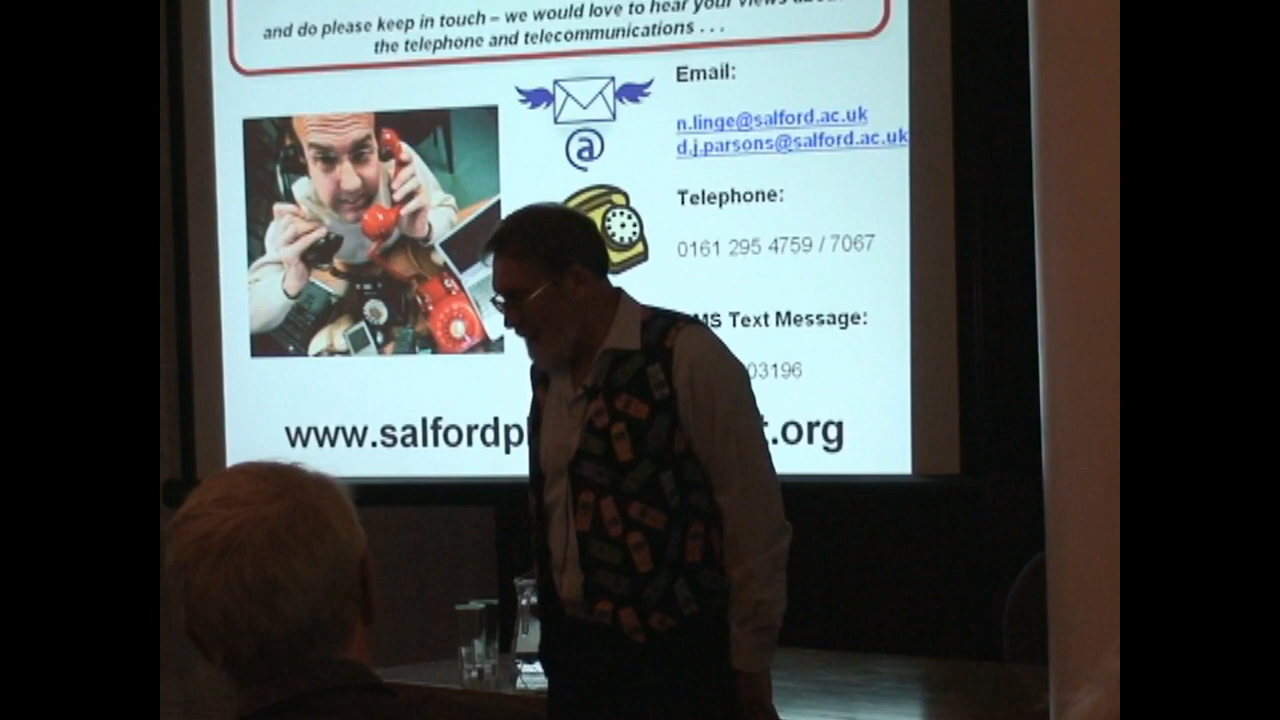 and do please keep in touch – we would love to hear your views
the telephone and telecommunications . . .
Email:
@
n.linge@salford.ac.uk
d.j.parsons@salford.ac.uk
Telephone:
0161 295 4759 / 7067
Text Message:
03196
www.salfordp .org